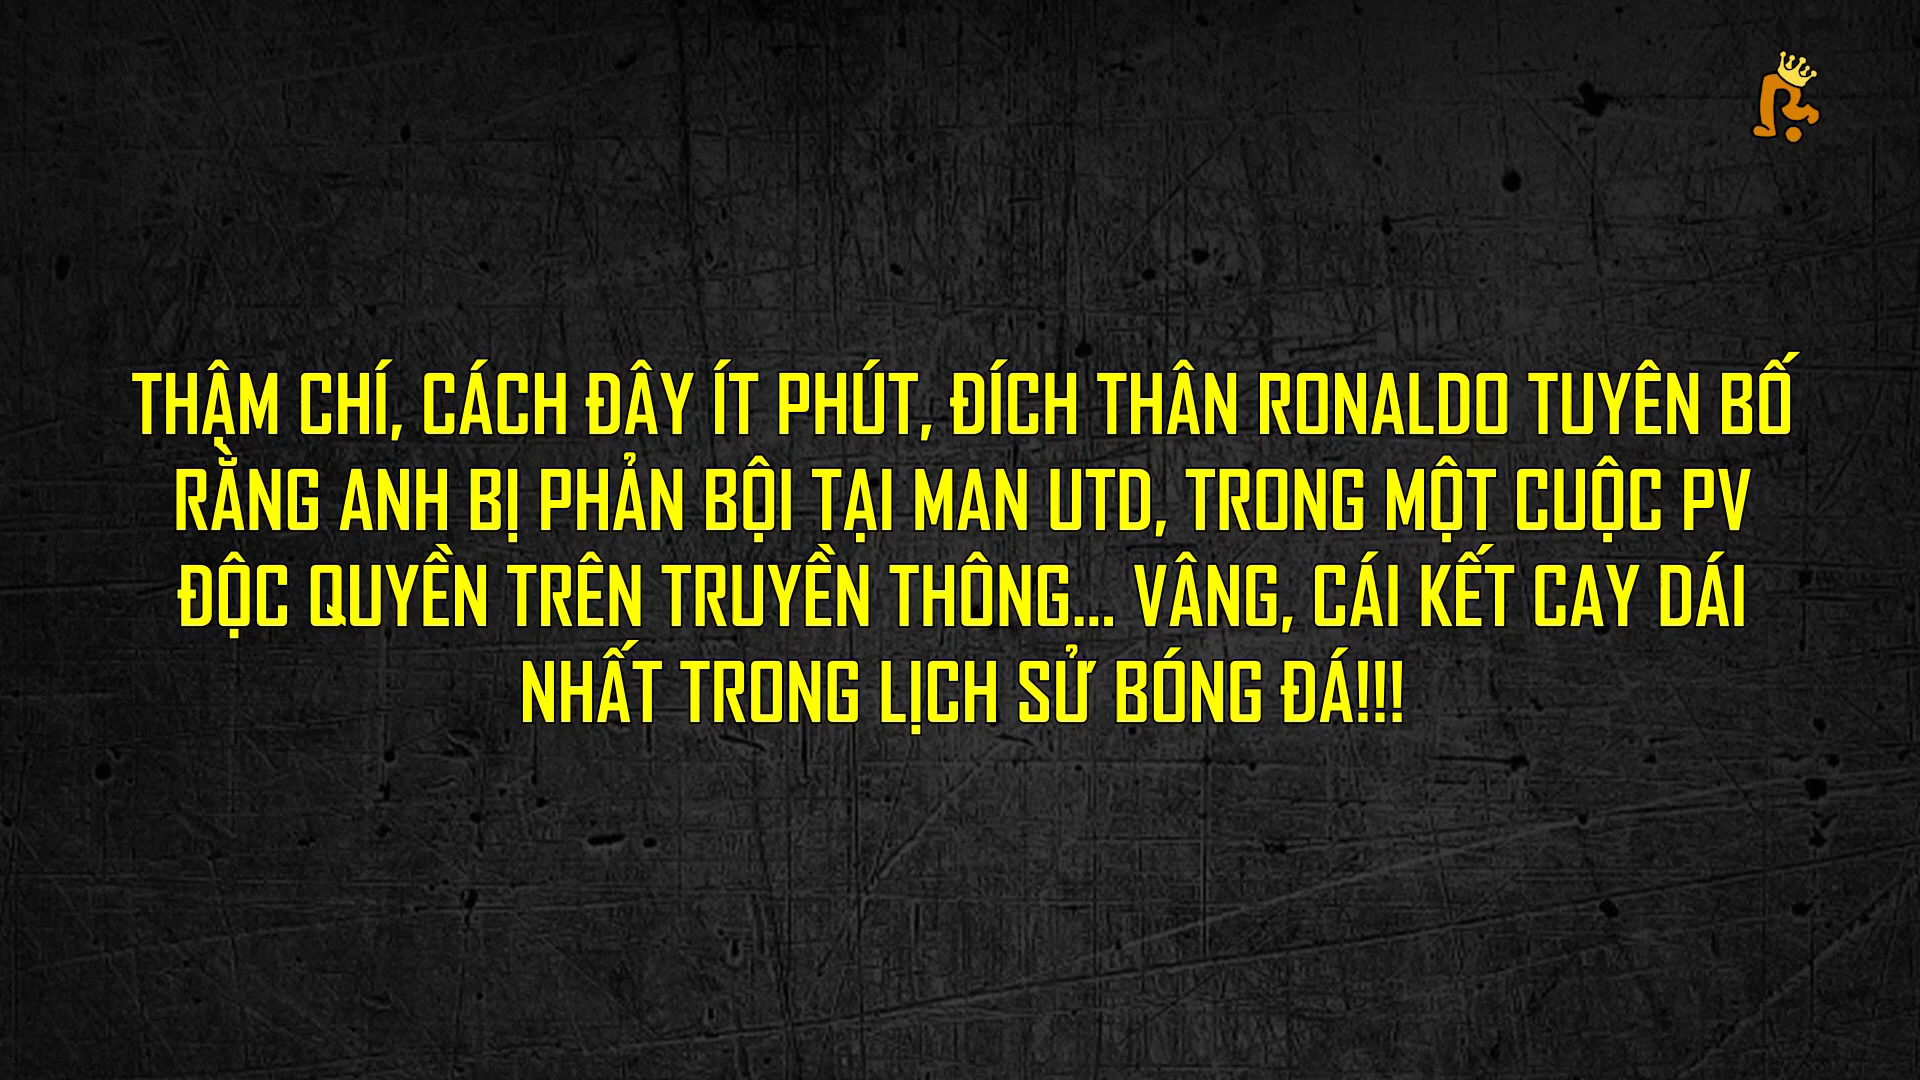 THẬM CHÍ, CÁCH ĐÂY ÍT PHÚT, ĐÍCH THÂN RONALDO TUYÊN BỐ
RẰNG ANH BỊ PHẢN BỘI TẠI MAN UTD, TRONG MỘT CUỘC PV
ĐỘC QUYỀN TRÊN TRUYỀN THÔNG... VÂNG, CÁI KẾT CAY DÁI
NHẤT TRONG LỊCH SỬ BÓNG ĐÁ!!!